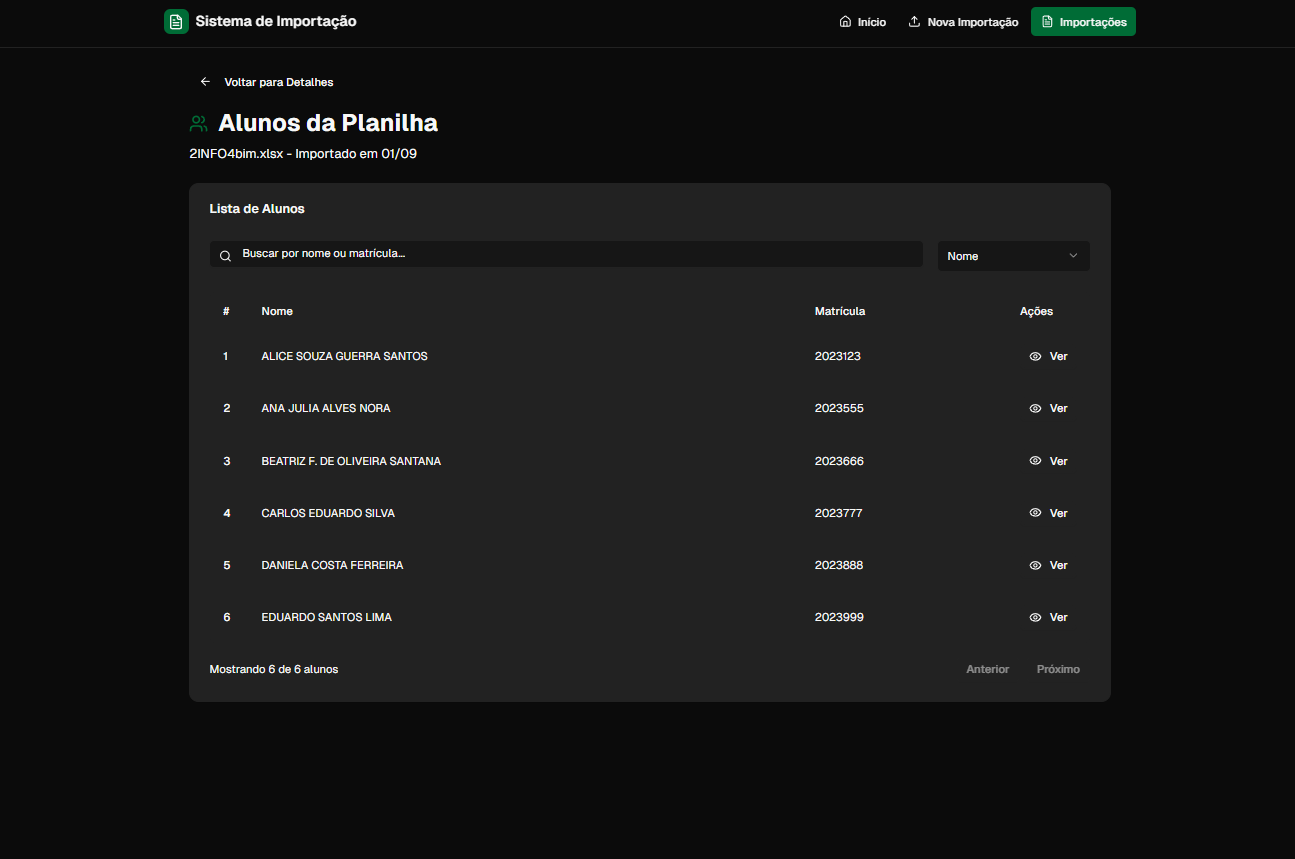 Sistema de Importação Início Nova Importação Importações
Voltar para Detalhes
Alunos da Planilha
2INFO4bim.xlsx - Importado em 01/09
Lista de Alunos
Buscar por nome ou matrícula... Nome
# Nome Matrícula Ações
1 ALICE SOUZA GUERRA SANTOS 2023123 Ver
2 ANA JULIA ALVES NORA 2023555 Ver
3 BEATRIZ F. DE OLIVEIRA SANTANA 2023666 Ver
4 CARLOS EDUARDO SILVA 2023777 Ver
5 DANIELA COSTA FERREIRA 2023888 Ver
6 EDUARDO SANTOS LIMA 2023999 Ver
Mostrando 6 de 6 alunos Anterior Próximo